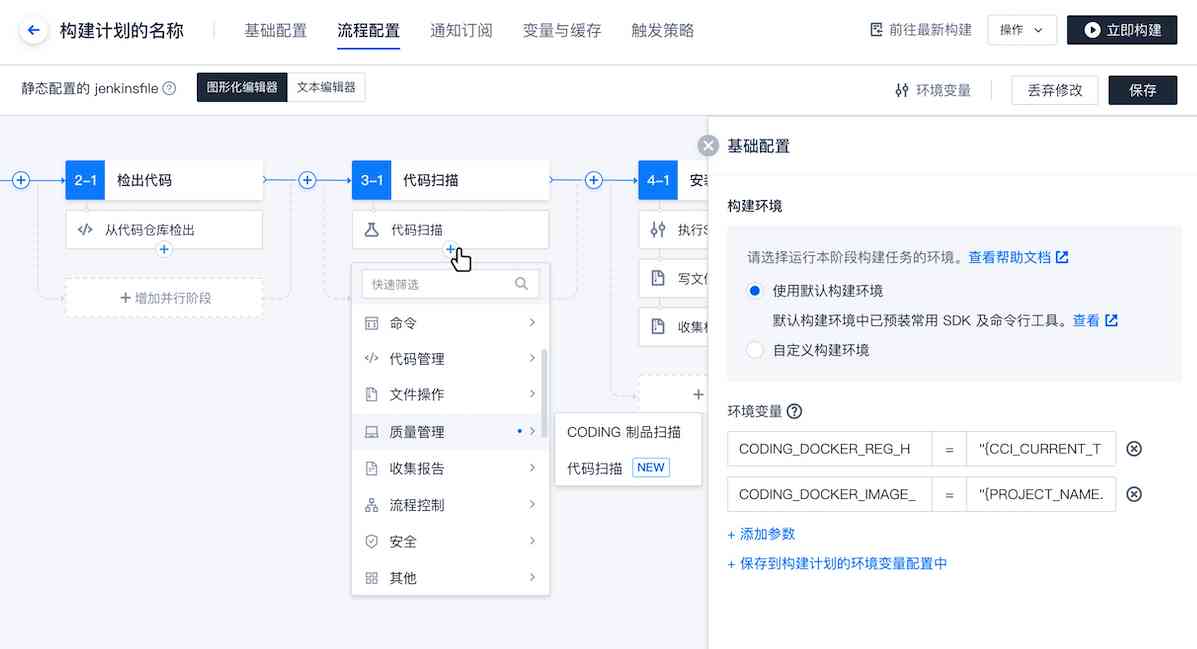 构建计划的名称
基础配置
流程配置
通知订阅
变量与缓存
触发策略
前往最新构建
操作
立即构建
静态配置的 jenkinsfile
图形化编辑器
文本编辑器
环境变量
丢弃修改
保存
2-1 检出代码
从代码仓库检出
增加并行阶段
3-1 代码扫描
代码扫描
快速筛选
命令
代码管理
文件操作
质量管理
收集报告
流程控制
安全
其他
CODING 制品扫描
代码扫描 NEW
4-1
执行S
写文
收集
基础配置
构建环境
请选择运行本阶段构建任务的环境。查看帮助文档
使用默认构建环境
默认构建环境中已预装常用 SDK 及命令行工具。查看
自定义构建环境
环境变量
CODING_DOCKER_REG_H = "{CCI_CURRENT_T
CODING_DOCKER_IMAGE_ = "{PROJECT_NAME.
+ 添加参数
+ 保存到构建计划的环境变量配置中